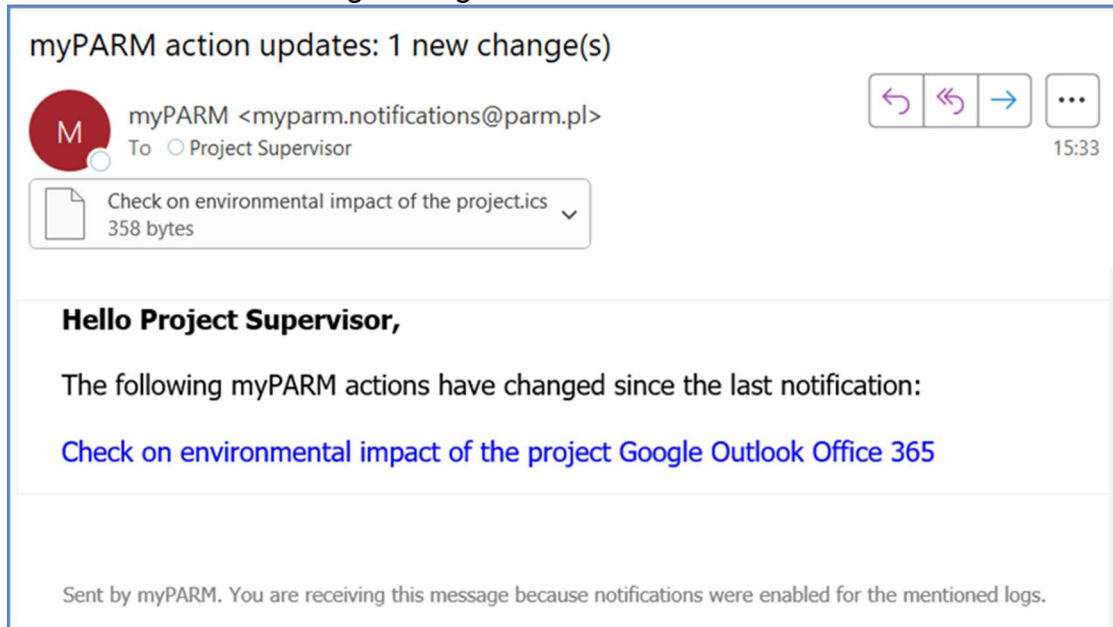 myPARM action updates: 1 new change(s)
M
myPARM <myparm.notifications@parm.pl>
To Project Supervisor
15:33
Check on environmental impact of the project.ics
358 bytes
Hello Project Supervisor,
The following myPARM actions have changed since the last notification:
Check on environmental impact of the project Google Outlook Office 365
Sent by myPARM. You are receiving this message because notifications were enabled for the mentioned logs.